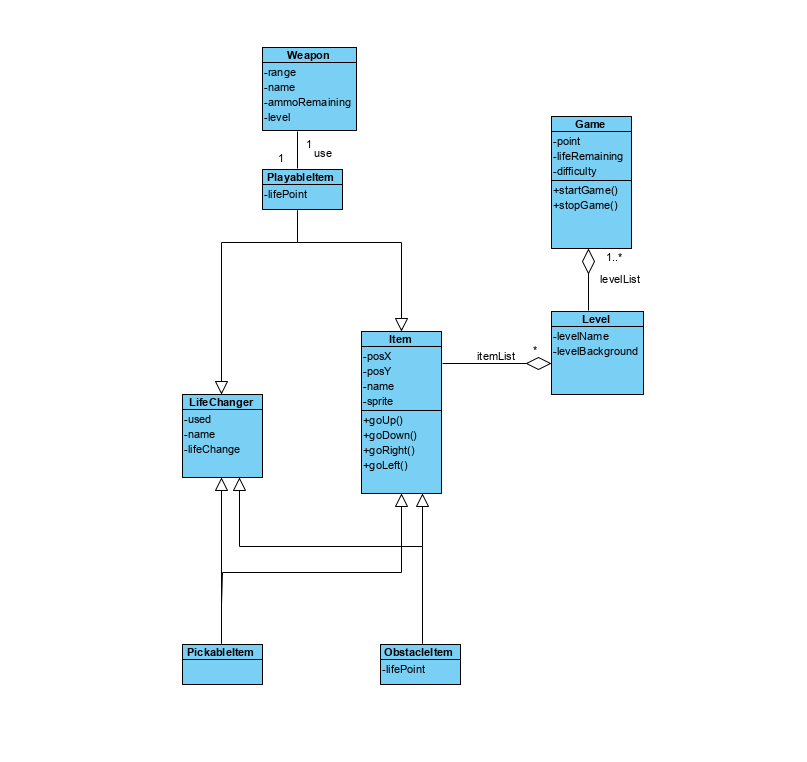 Weapon
-range
-name
-ammoRemaining
-level
1
use
1
PlayableItem
-lifePoint
Game
-point
-lifeRemaining
-difficulty
+startGame()
+stopGame()
1..*
levelList
Level
-levelName
-levelBackground
itemList
*
Item
-posX
-posY
-name
-sprite
+goUp()
+goDown()
+goRight()
+goLeft()
LifeChanger
-used
-name
-lifeChange
PickableItem
ObstacleItem
-lifePoint